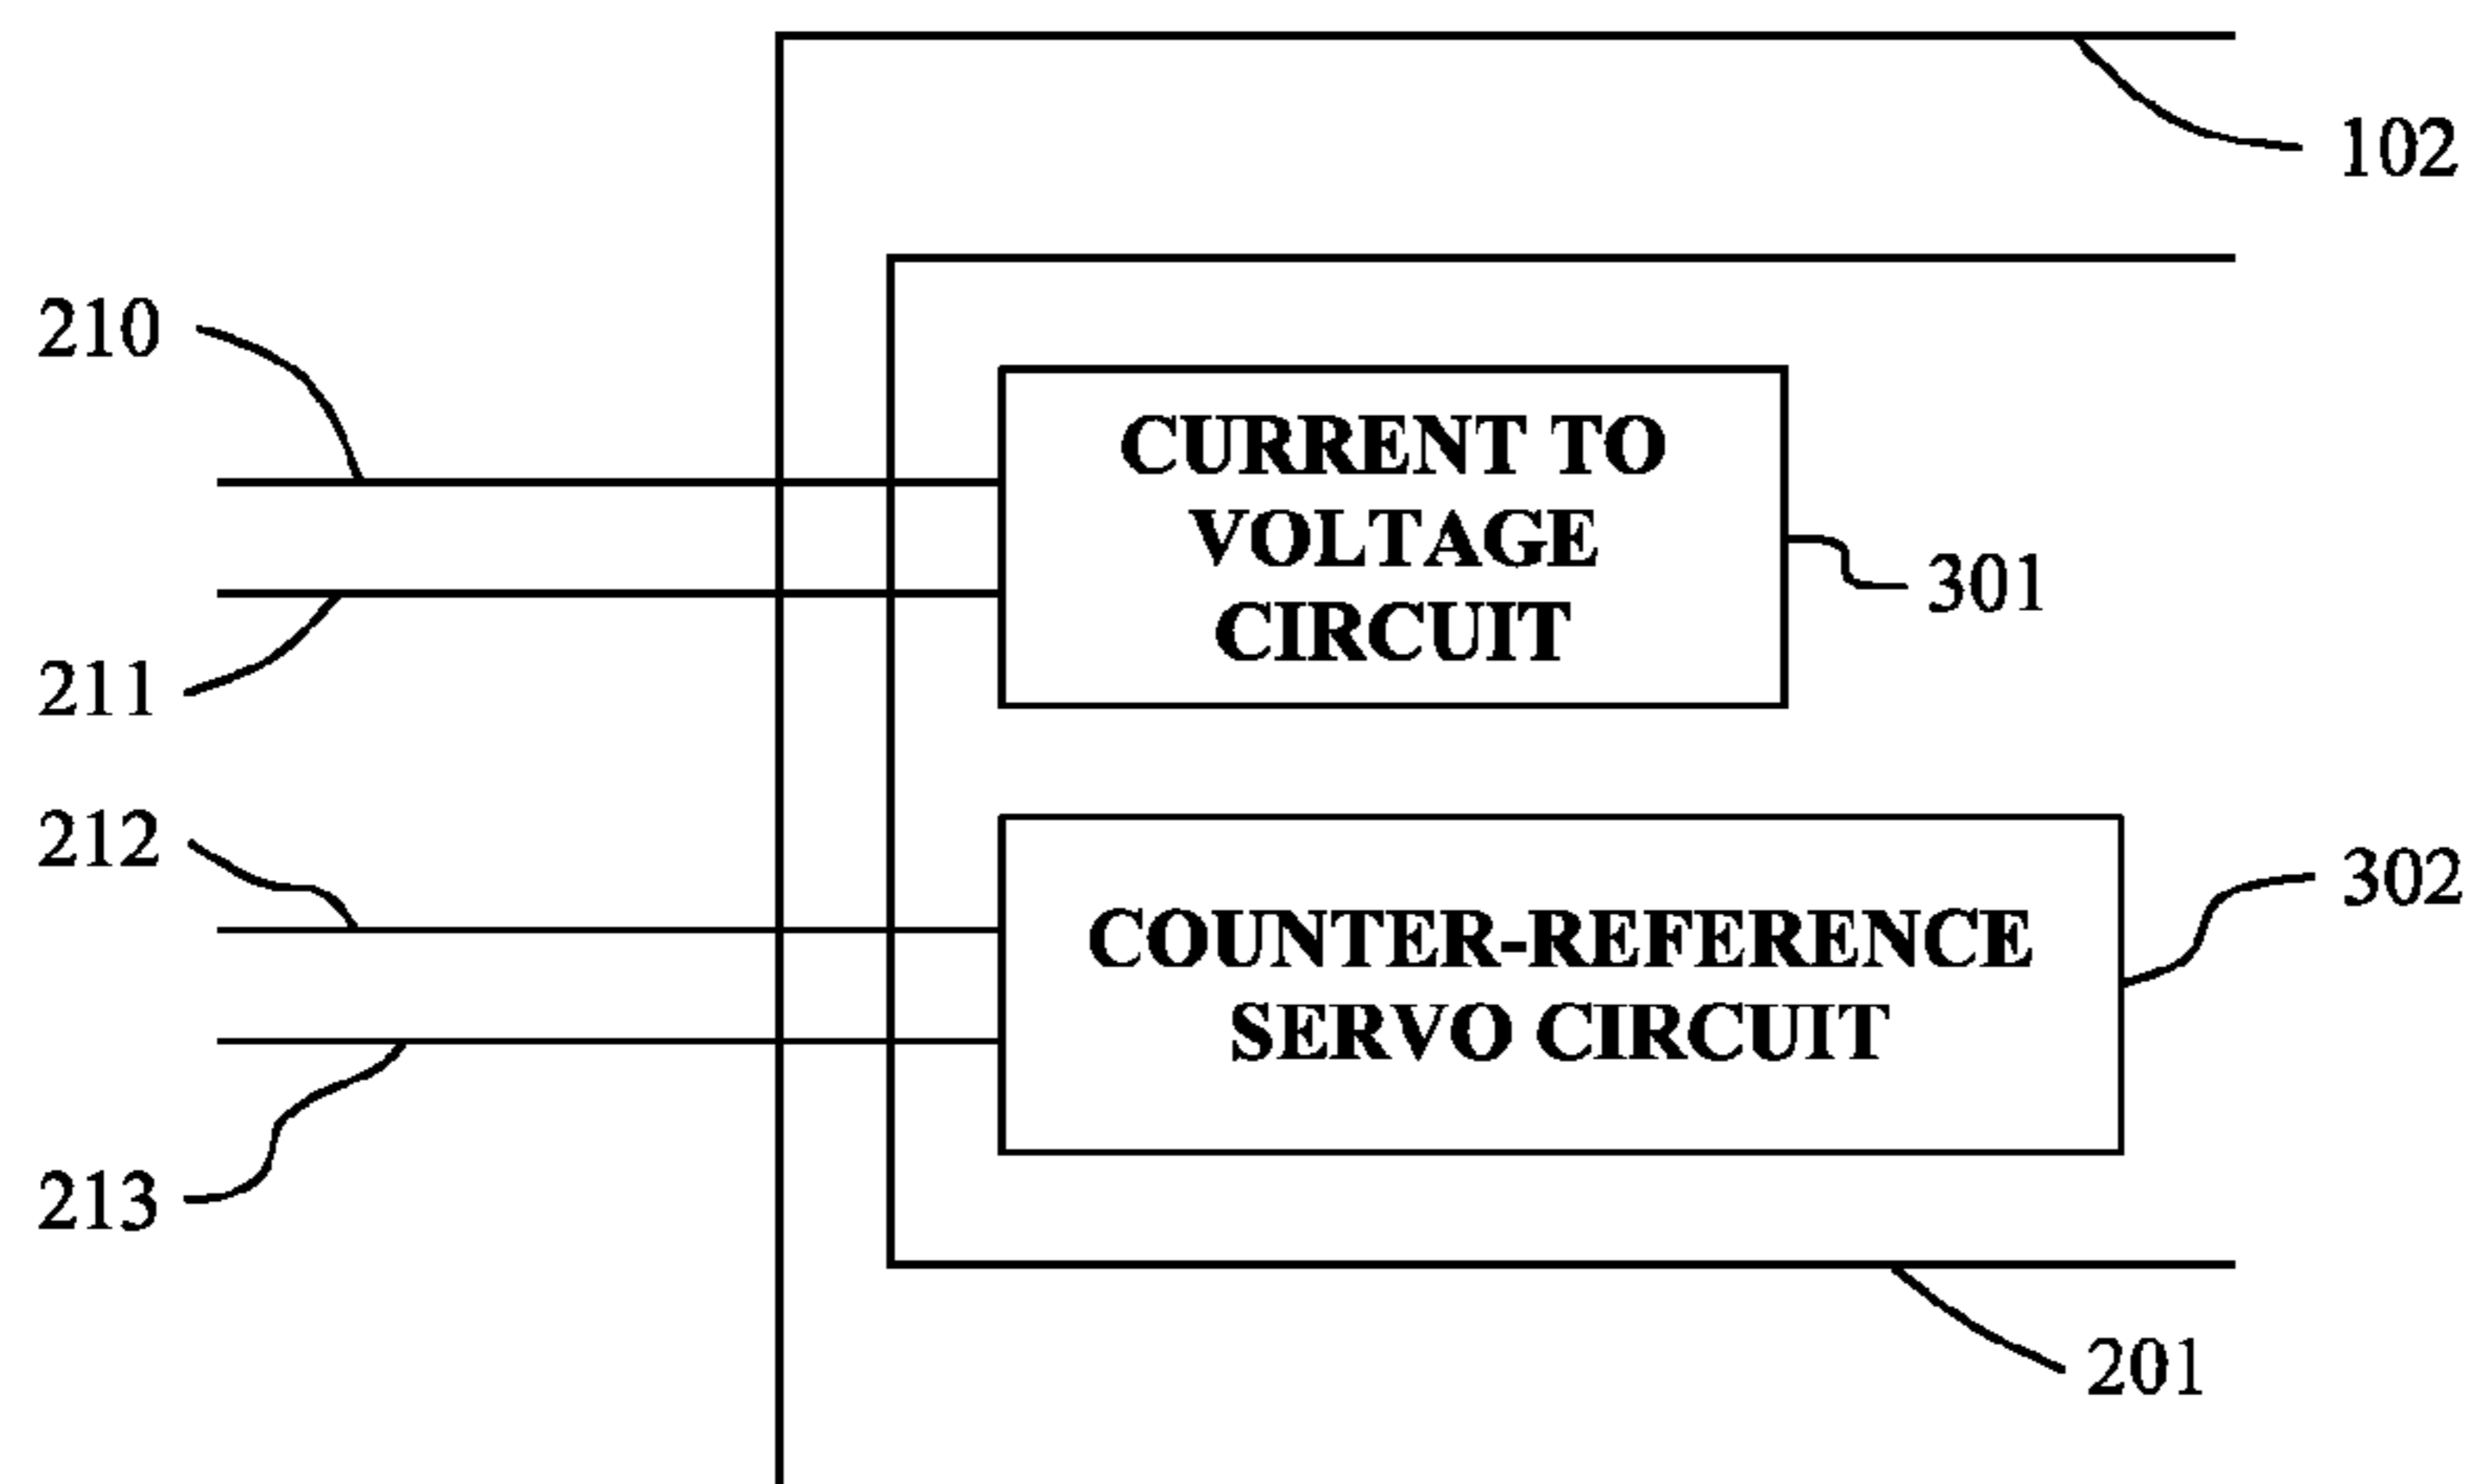 102
210
CURRENT TO
VOLTAGE
CIRCUIT
301
211
212
302
COUNTER-REFERENCE
SERVO CIRCUIT
213
201